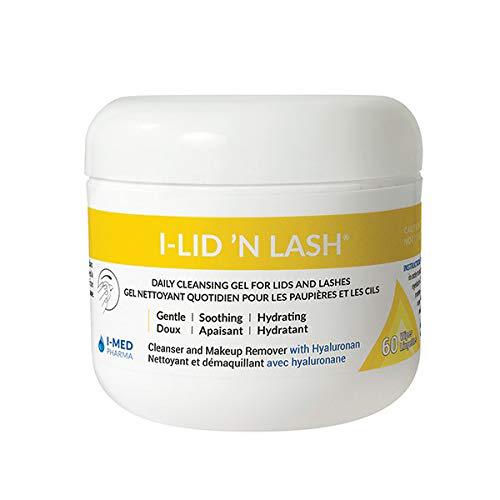 I-LID 'N LASH®
DAILY CLEANSING GEL FOR LIDS AND LASHES
GEL NETTOYANT QUOTIDIEN POUR LES PAUPIÈRES ET LES CILS
Gentle | Soothing | Hydrating
Doux | Apaisant | Hydratant
Cleanser and Makeup Remover with Hyaluronan
Nettoyant et démaquillant avec hyaluronane
I-MED
PHARMA
60 Wipes
Lingettes